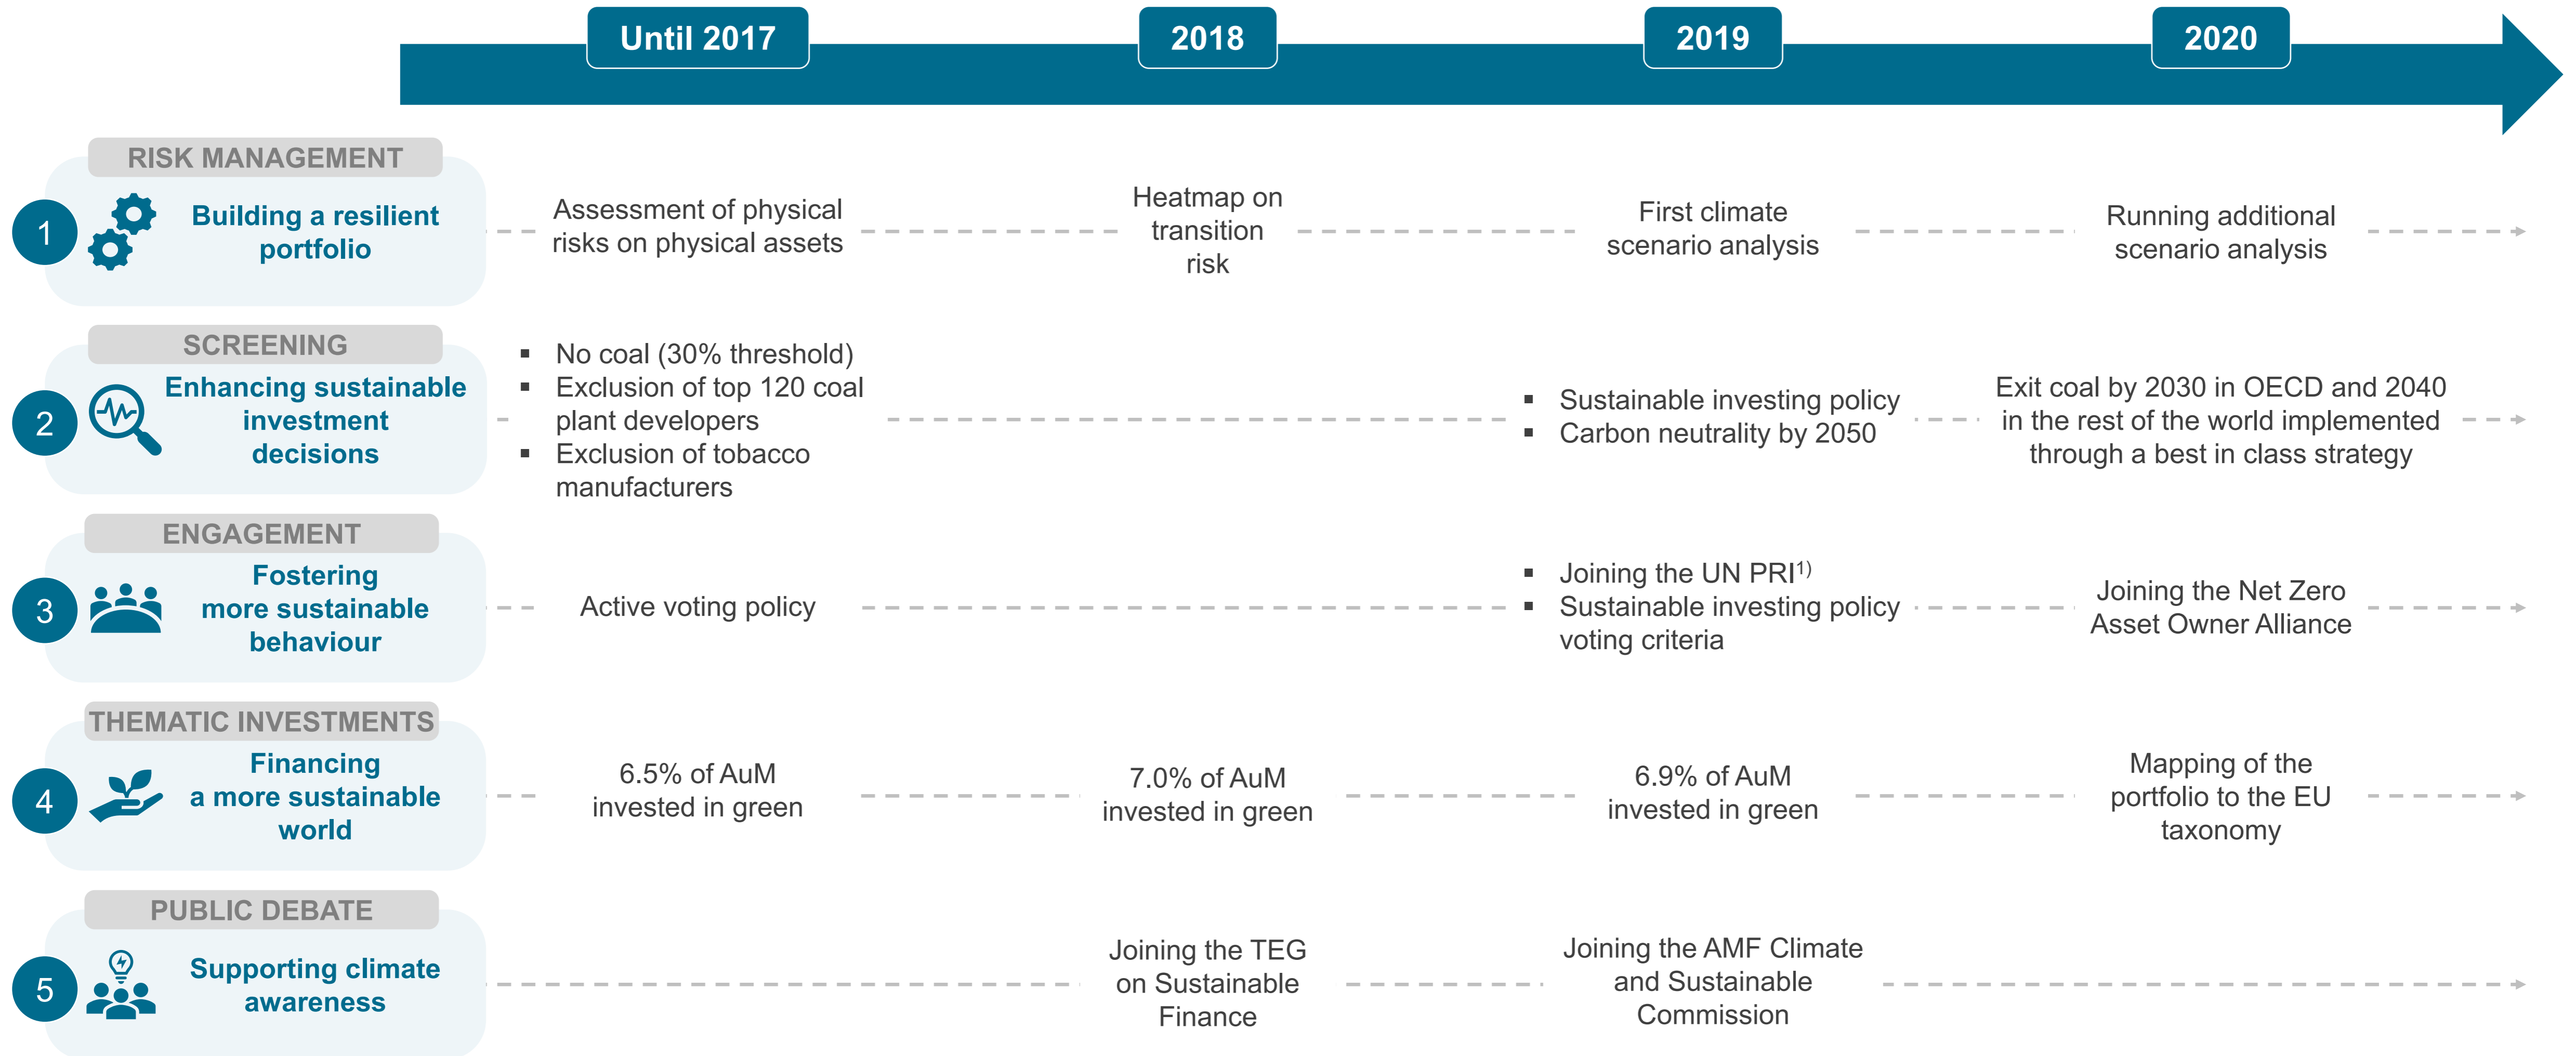 Until 2017
2018
2019
2020
RISK MANAGEMENT
1
Building a resilient
portfolio
Assessment of physical
risks on physical assets
Heatmap on
transition
risk
First climate
scenario analysis
Running additional
scenario analysis
SCREENING
2
Enhancing sustainable
investment
decisions
▪ No coal (30% threshold)
▪ Exclusion of top 120 coal
plant developers
▪ Exclusion of tobacco
manufacturers
▪ Sustainable investing policy
▪ Carbon neutrality by 2050
Exit coal by 2030 in OECD and 2040
in the rest of the world implemented
through a best in class strategy
ENGAGEMENT
3
Fostering
more sustainable
behaviour
Active voting policy
▪ Joining the UN PRI1)
▪ Sustainable investing policy
voting criteria
Joining the Net Zero
Asset Owner Alliance
THEMATIC INVESTMENTS
4
Financing
a more sustainable
world
6.5% of AuM
invested in green
7.0% of AuM
invested in green
6.9% of AuM
invested in green
Mapping of the
portfolio to the EU
taxonomy
PUBLIC DEBATE
5
Supporting climate
awareness
Joining the TEG
on Sustainable
Finance
Joining the AMF Climate
and Sustainable
Commission